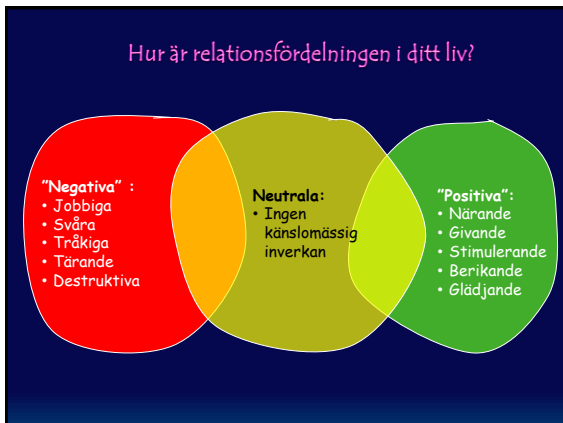 Hur är relationsfördelningen i ditt liv?
"Negativa" :
• Jobbiga
• Svåra
• Tråkiga
• Tärande
• Destruktiva
Neutrala:
• Ingen
känslomässig
inverkan
"Positiva":
• Närande
• Givande
• Stimulerande
• Berikande
• Glädjande